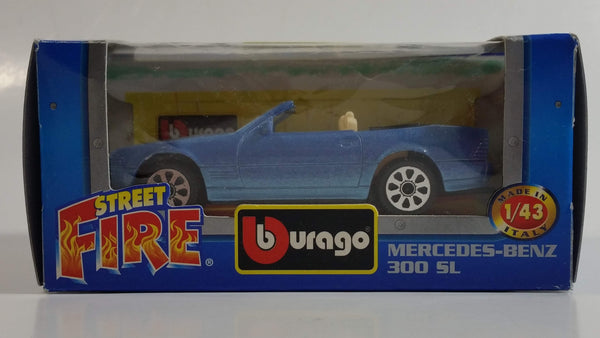 Burago
STREET
FIRE®
Burago
MERCEDES-BENZ
300 SL
MADE IN
1/43
ITALY